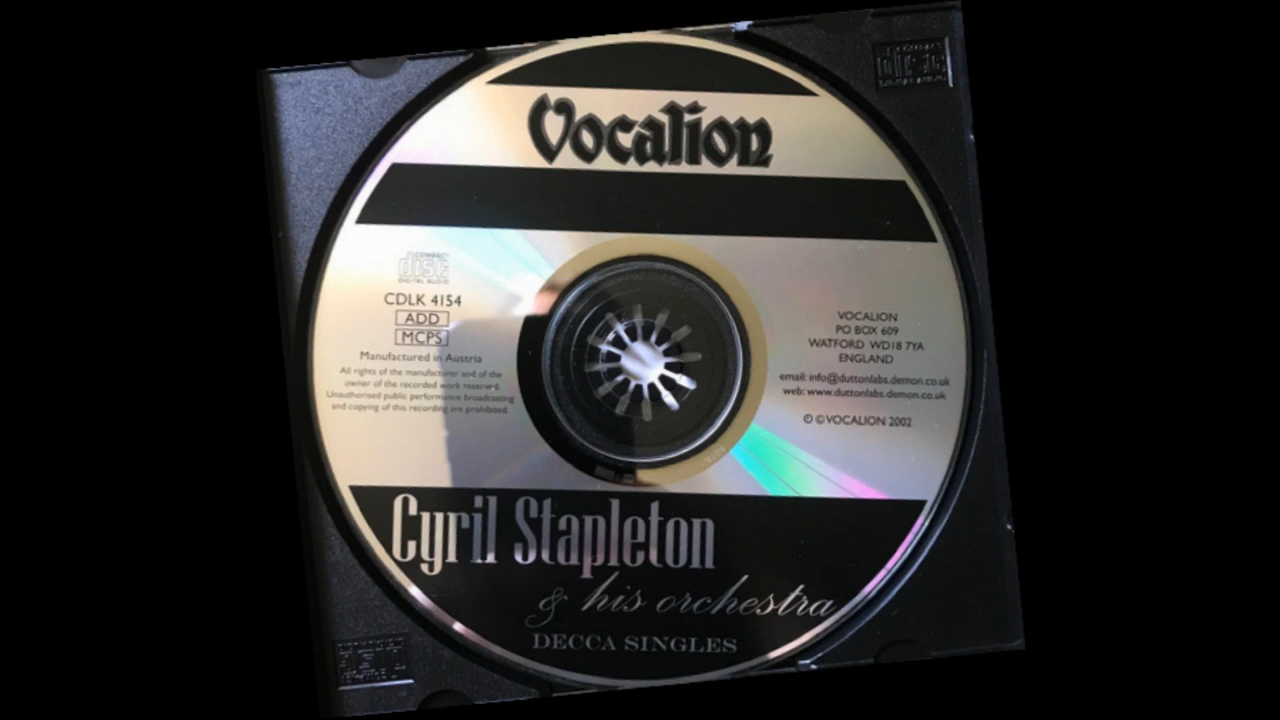 Vocalion
COMPACT
disc
DIGITAL AUDIO
CDLK 4154
ADD
MCPS
Manufactured in Austria
All rights of the manufacturer and of the
owner of the recorded work reserved.
Unauthorised public performance broadcasting
and copying of this recording are prohibited.
VOCALION
PO BOX 609
WATFORD WD18 7YA
ENGLAND
email: info@duttonlabs.demon.co.uk
web: www.duttonlabs.demon.co.uk
℗ © VOCALION 2002
Cyril Stapleton
& his orchestra
DECCA SINGLES